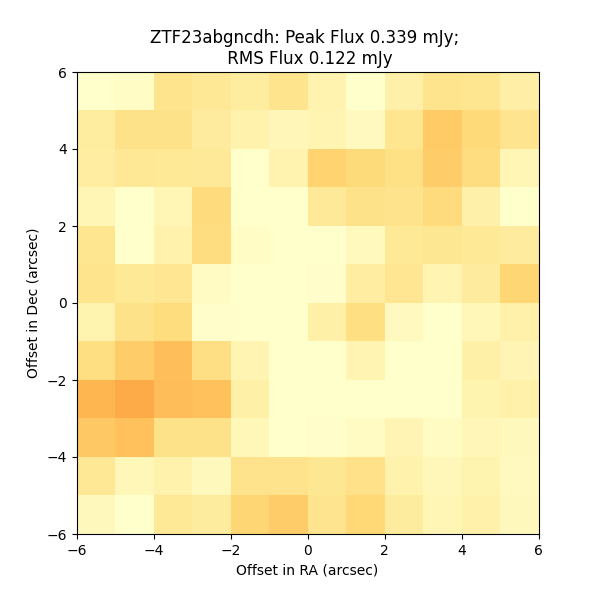 ZTF23abgncdh: Peak Flux 0.339 mJy;
RMS Flux 0.122 mJy
6
4
2
0
−2
−4
−6
Offset in Dec (arcsec)
−6 −4 −2 0 2 4 6
Offset in RA (arcsec)